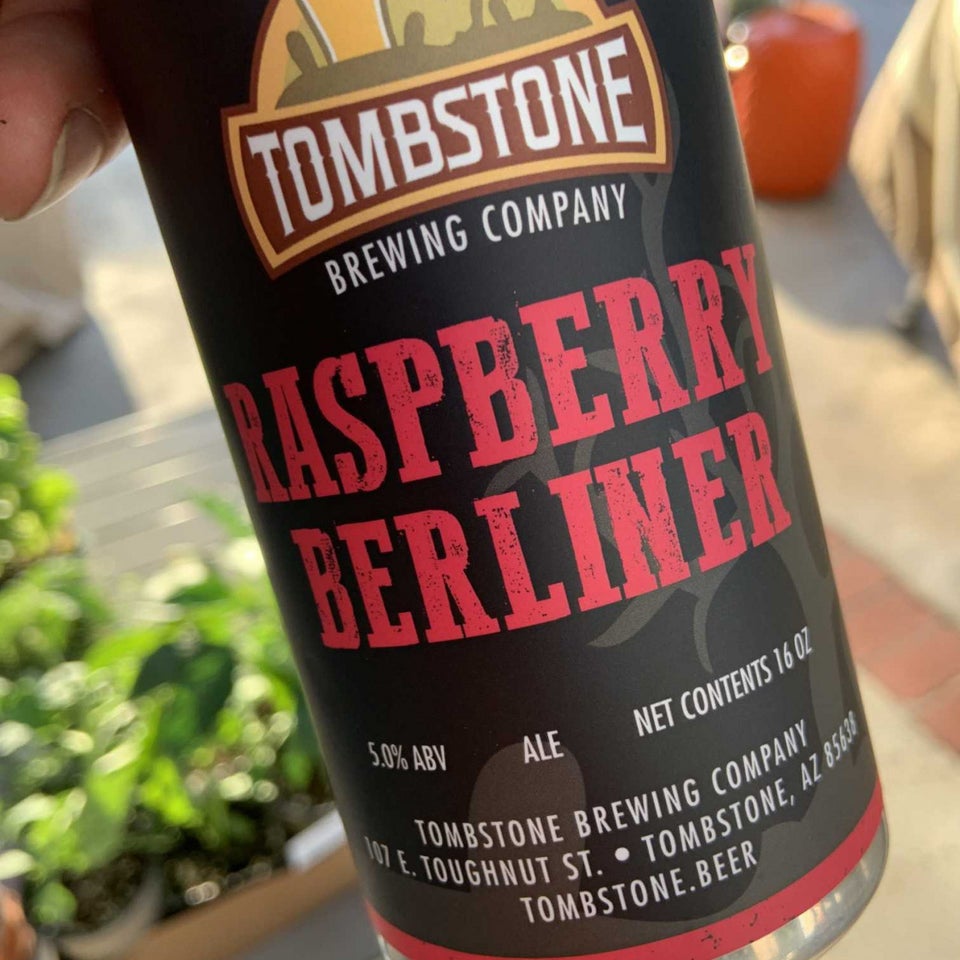 TOMBSTONE
BREWING COMPANY
RASPBERRY
BERLINER
5.0% ABV ALE NET CONTENTS 16 OZ
TOMBSTONE BREWING COMPANY
107 E. TOUGHNUT ST. • TOMBSTONE, AZ 85638
TOMBSTONE.BEER